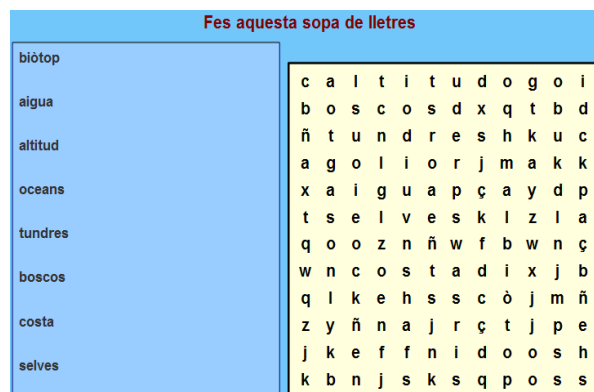 Fes aquesta sopa de lletres
biòtop
aigua
altitud
oceans
tundres
boscos
costa
selves
c a l t i t u d o g o i
b o s c o s d x q t b d
ñ t u n d r e s h k u c
a g o l i o r j m a k k
x a i g u a p ç a y d p
t s e l v e s k l z l a
q o o z n ñ w f b w n ç
w n c o s t a d i x j b
q l k e h s s c ò j m ñ
z y ñ n a j r ç t j p e
j k e f f n i d o o s h
k b n j s k s q p o s s